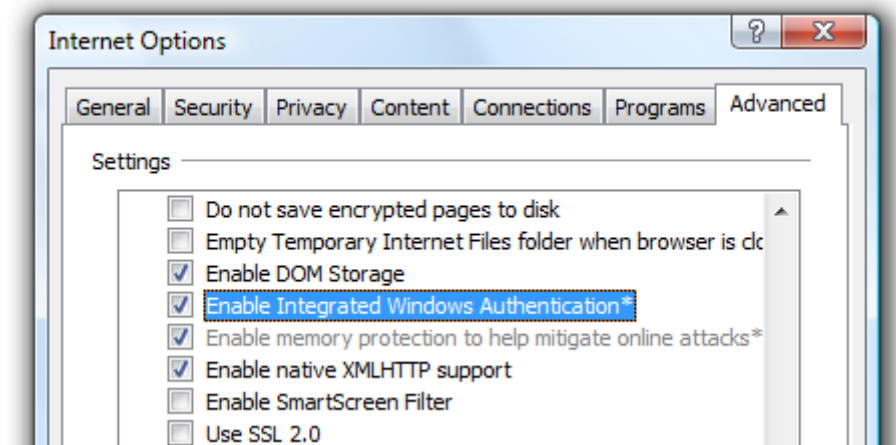 Internet Options
?
X
General Security Privacy Content Connections Programs Advanced
Settings
Do not save encrypted pages to disk
Empty Temporary Internet Files folder when browser is clo
Enable DOM Storage
Enable Integrated Windows Authentication*
Enable memory protection to help mitigate online attacks*
Enable native XMLHTTP support
Enable SmartScreen Filter
Use SSL 2.0